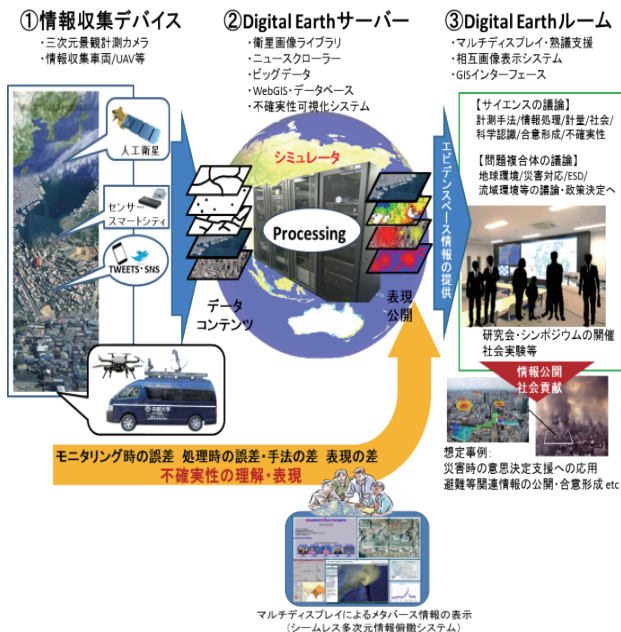 ①情報収集デバイス
・三次元景観計測カメラ
・情報収集車両/UAV等
人工衛星
センサー
スマートシティ
TWEETS・SNS
中部大学
②Digital Earthサーバー
・衛星画像ライブラリ
・ニュースクローラー
・ビッグデータ
・WebGIS・データベース
・不確実性可視化システム
シミュレータ
Processing
データ
コンテンツ
表現
公開
エビデンスベース情報の提供
③Digital Earthルーム
・マルチディスプレイ・熟議支援
・相互画像表示システム
・GISインターフェース
【サイエンスの議論】
計測手法/情報処理/計量/社会/
科学認識/合意形成/不確実性
【問題複合体の議論】
地球環境/災害対応/ESD/
流域環境等の議論・政策決定へ
研究会・シンポジウムの開催
社会実験等
情報公開
社会貢献
想定事例:
災害時の意思決定支援への応用
避難等関連情報の公開・合意形成 etc
モニタリング時の誤差 処理時の誤差・手法の差 表現の差
不確実性の理解・表現
マルチディスプレイによるメタバース情報の表示
(シームレス多次元情報俯瞰システム)